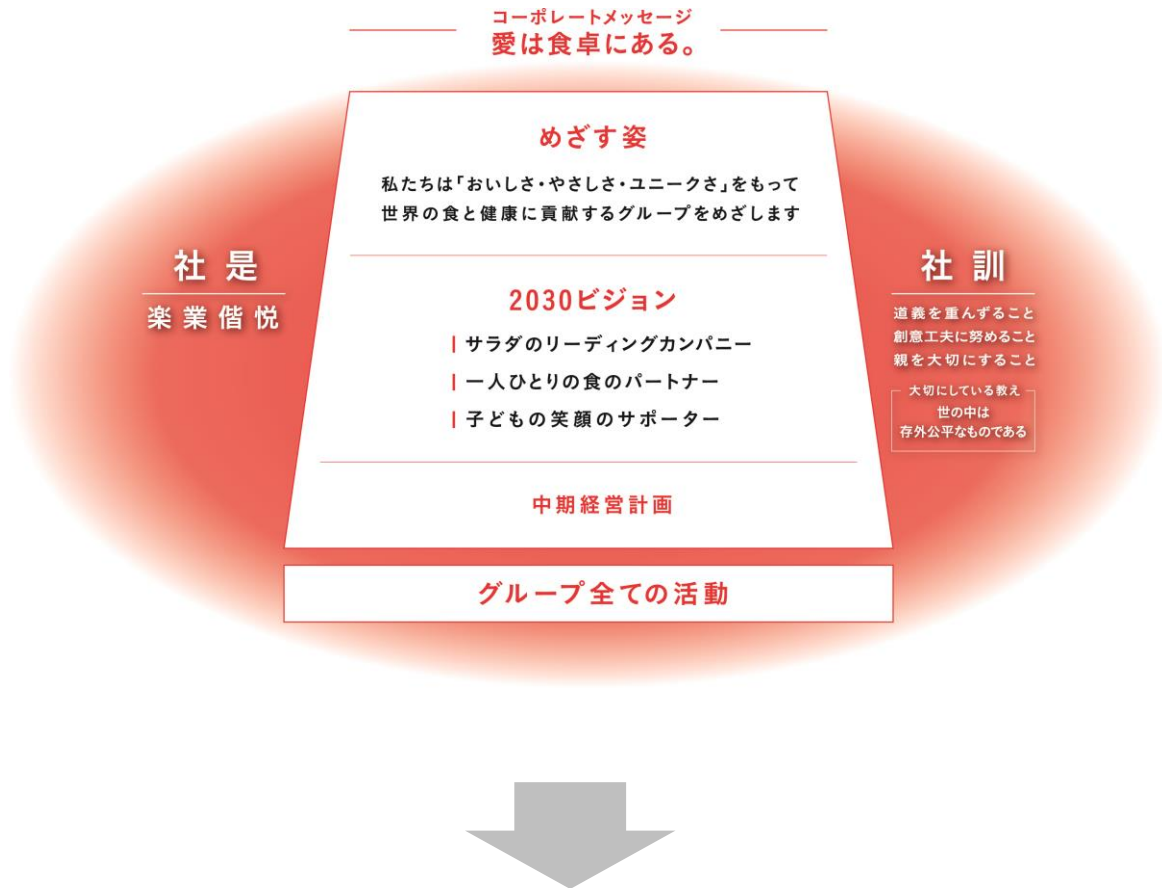 コーポレートメッセージ
愛は食卓にある。
めざす姿
私たちは「おいしさ・やさしさ・ユニークさ」をもって
世界の食と健康に貢献するグループをめざします
社是
楽業偕悦
2030ビジョン
サラダのリーディングカンパニー
一人ひとりの食のパートナー
子どもの笑顔のサポーター
社訓
道義を重んずること
創意工夫に努めること
親を大切にすること
大切にしている教え
世の中は
存外公平なものである
中期経営計画
グループ全ての活動